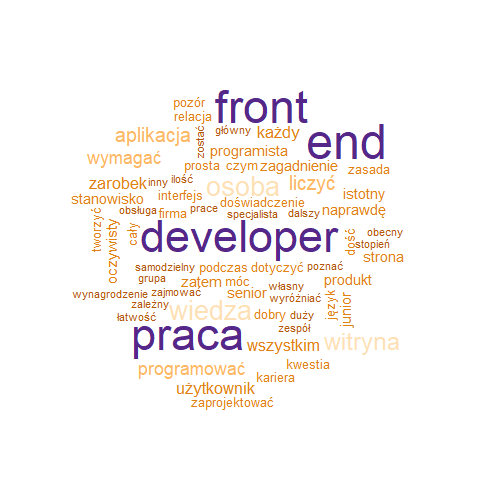 pozór
front
relacja
aplikacja
zostać
główny
każdy
end
programista
wymagać
prosta
czym
zagadnienie
zasada
zarobek
inny
ilość
osoba
liczyć
stanowisko
interfejs
doświadczenie
istotny
obsługa
firma
prace
specjalista
dalszy
naprawdę
tworzyć
oczywisty
cały
developer
dość
obecny
stopień
strona
samodzielny
podczas
dotyczyć
poznać
grupa
zatem
móc
własny
produkt
wynagrodzenie
zajmować
senior
wyróżniać
zależny
wiedza
dobry
duży
język
junior
łatwość
zespół
praca
wszystkim
witryna
programować
kwestia
użytkownik
kariera
zaprojektować